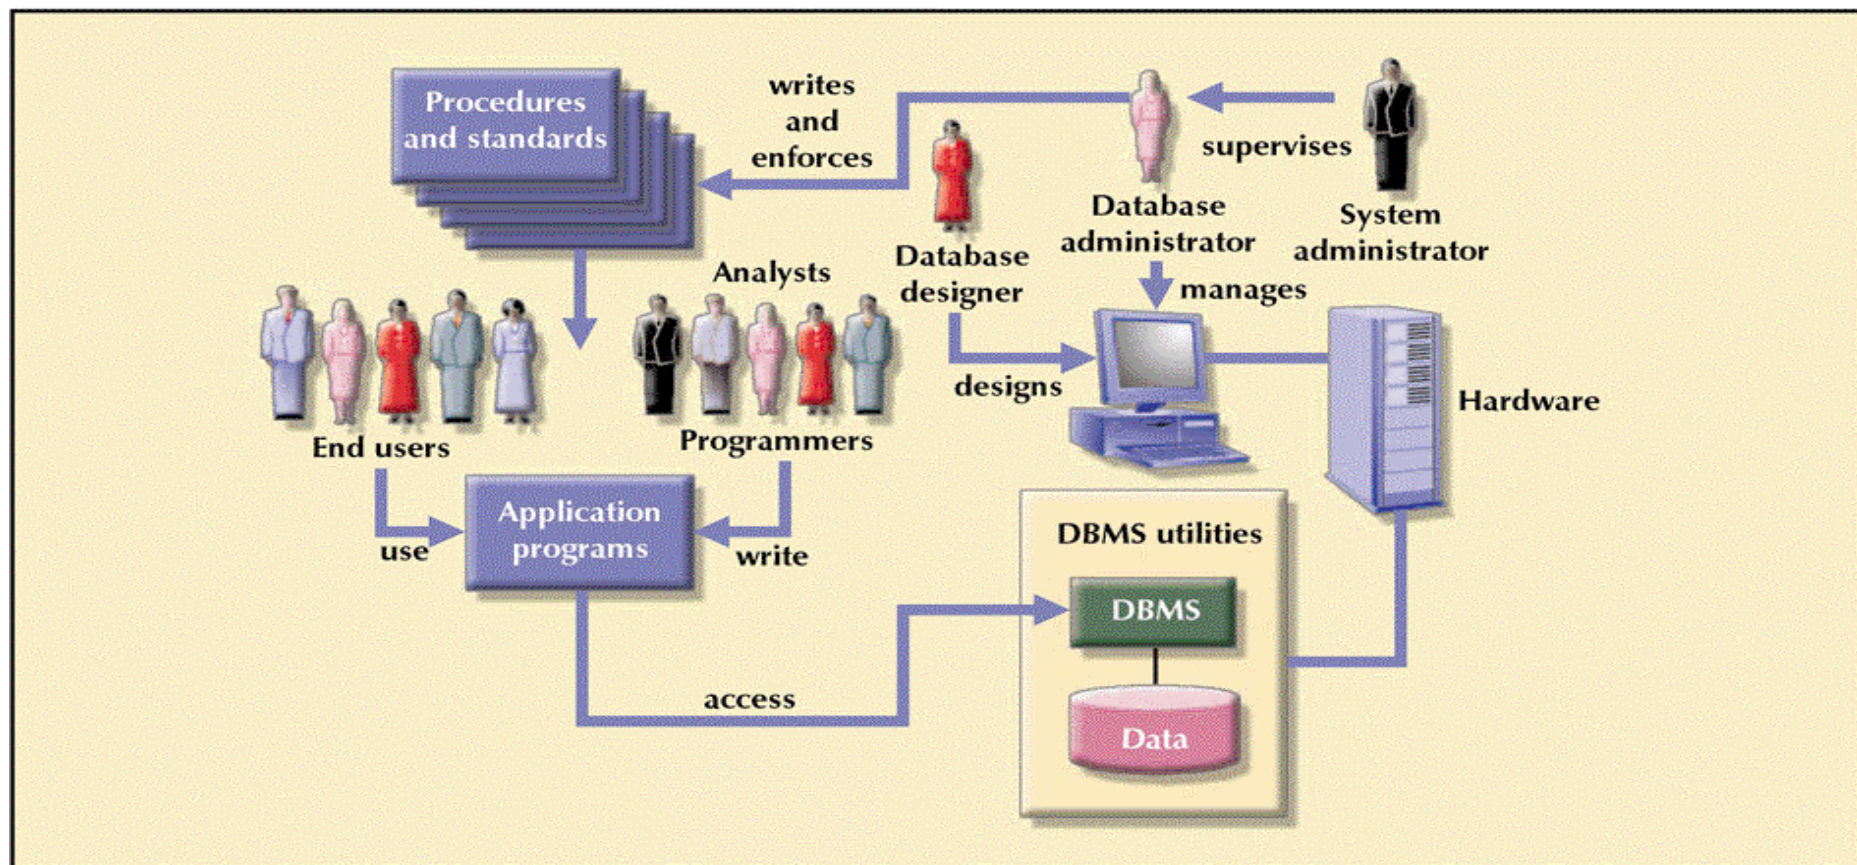 Procedures
and standards
writes
and
enforces
supervises
Database
administrator
System
administrator
Analysts
Database
designer
manages
designs
Hardware
End users
Programmers
Application
programs
use
write
DBMS utilities
DBMS
access
Data